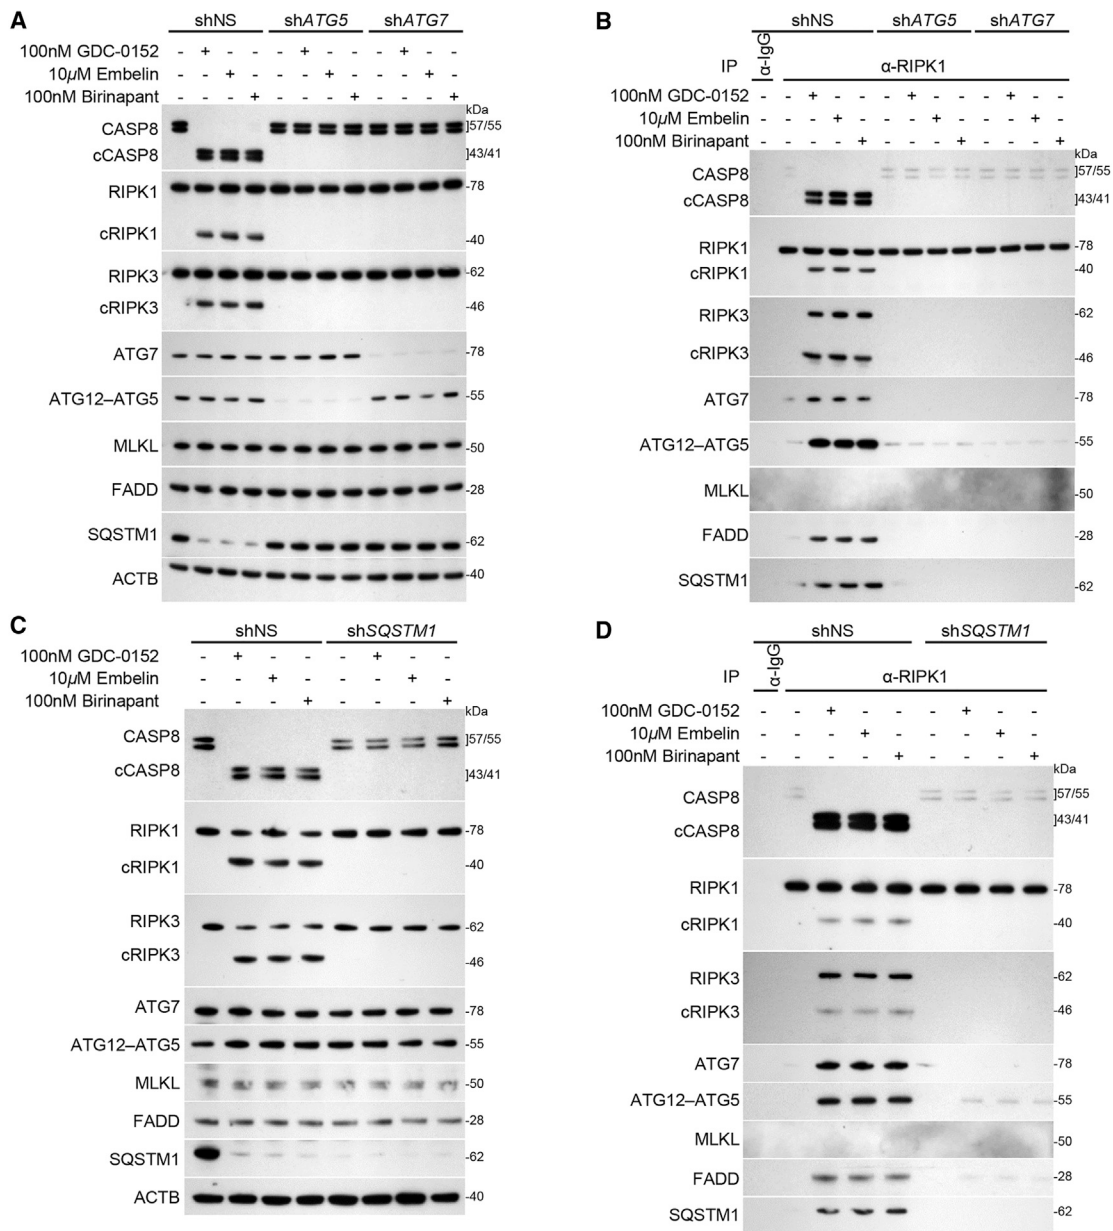 A
shNS shATG5 shATG7
100nM GDC-0152 - + - - - + - - - + - -
10µM Embelin - - + - - - + - - - + -
100nM Birinapant - - - + - - - + - - - +
kDa
CASP8 ]57/55
cCASP8 ]43/41
RIPK1 -78
cRIPK1 -40
RIPK3 -62
cRIPK3 -46
ATG7 -78
ATG12–ATG5 -55
MLKL -50
FADD -28
SQSTM1 -62
ACTB -40
B
shNS shATG5 shATG7
IP α-IgG α-RIPK1
100nM GDC-0152 - - + - - - + - - - + - -
10µM Embelin - - - + - - - + - - - + -
100nM Birinapant - - - - + - - - + - - - +
kDa
CASP8 ]57/55
cCASP8 ]43/41
RIPK1 -78
cRIPK1 -40
RIPK3 -62
cRIPK3 -46
ATG7 -78
ATG12–ATG5 -55
MLKL -50
FADD -28
SQSTM1 -62
C
shNS shSQSTM1
100nM GDC-0152 - + - - - + - -
10µM Embelin - - + - - - + -
100nM Birinapant - - - + - - - +
kDa
CASP8 ]57/55
cCASP8 ]43/41
RIPK1 -78
cRIPK1 -40
RIPK3 -62
cRIPK3 -46
ATG7 -78
ATG12–ATG5 -55
MLKL -50
FADD -28
SQSTM1 -62
ACTB -40
D
shNS shSQSTM1
IP α-IgG α-RIPK1
100nM GDC-0152 - - + - - - + - -
10µM Embelin - - - + - - - + -
100nM Birinapant - - - - + - - - +
kDa
CASP8 ]57/55
cCASP8 ]43/41
RIPK1 -78
cRIPK1 -40
RIPK3 -62
cRIPK3 -46
ATG7 -78
ATG12–ATG5 -55
MLKL -50
FADD -28
SQSTM1 -62